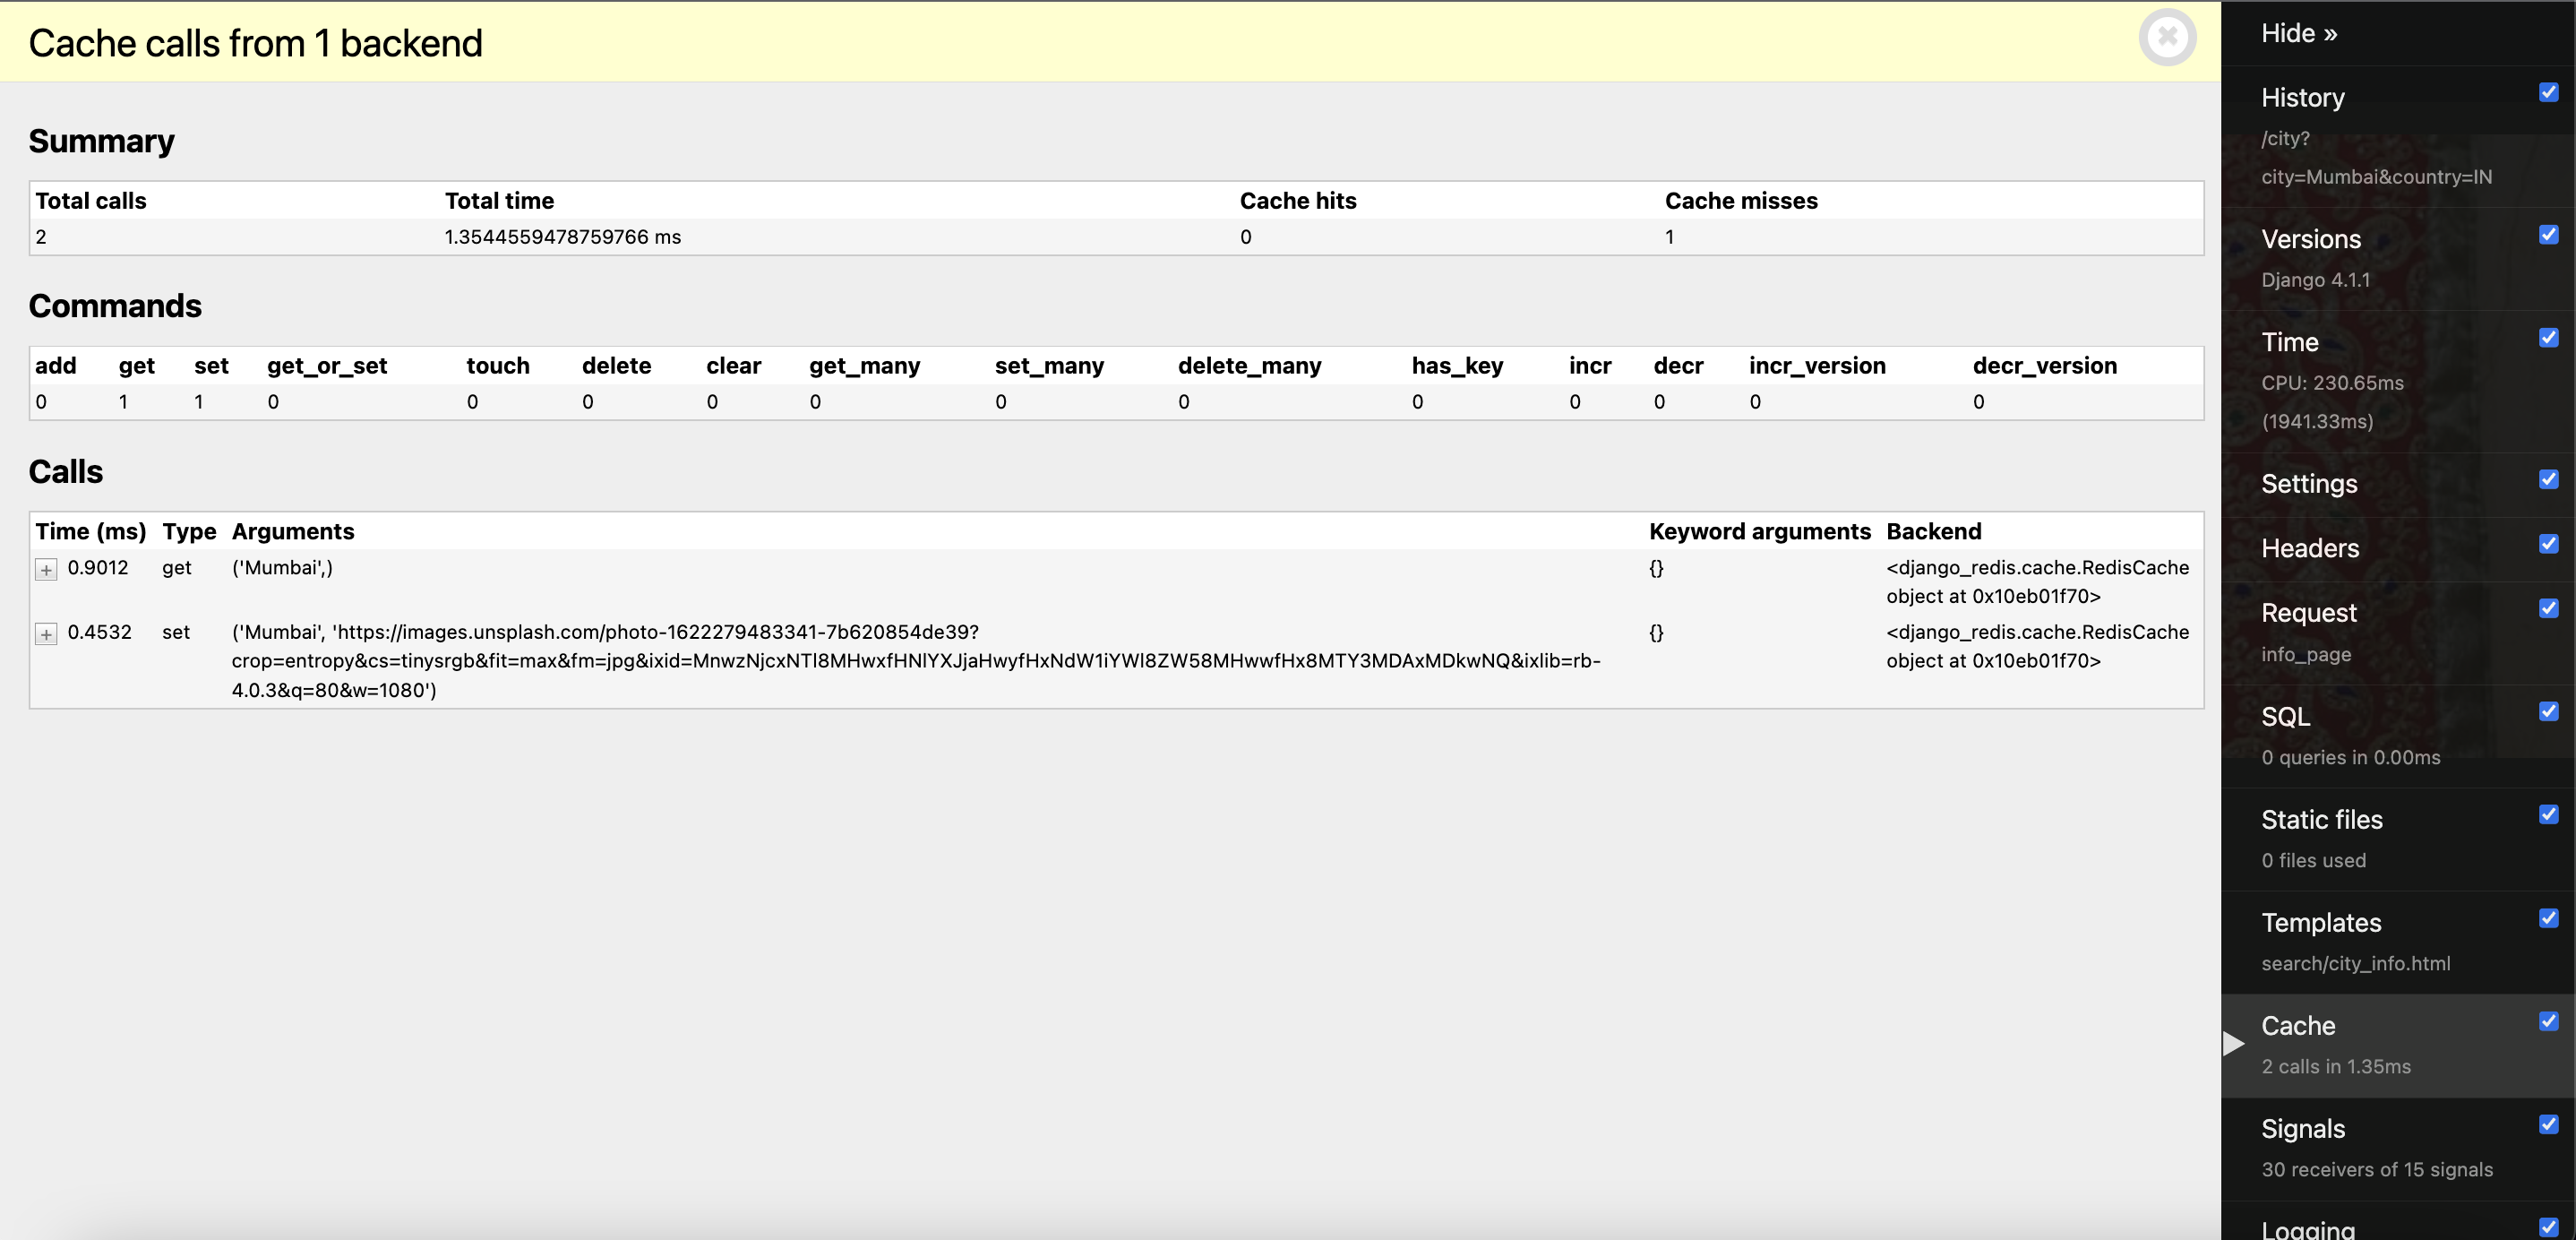 Cache calls from 1 backend
Summary
Total calls Total time Cache hits Cache misses
2 1.3544559478759766 ms 0 1
Commands
add get set get_or_set touch delete clear get_many set_many delete_many has_key incr decr incr_version decr_version
0 1 1 0 0 0 0 0 0 0 0 0 0 0 0
Calls
Time (ms) Type Arguments Keyword arguments Backend
+ 0.9012 get ('Mumbai',) {} <django_redis.cache.RedisCache
object at 0x10eb01f70>
+ 0.4532 set ('Mumbai', 'https://images.unsplash.com/photo-1622279483341-7b620854de39? {} <django_redis.cache.RedisCache
crop=entropy&cs=tinysrgb&fit=max&fm=jpg&ixid=MnwzNjcxNTl8MHwxfHNlYXJjaHwyfHxNdW1iYWl8ZW58MHwwfHx8MTY3MDAxMDkwNQ&ixlib=rb- object at 0x10eb01f70>
4.0.3&q=80&w=1080')
Hide »
History
/city?
city=Mumbai&country=IN
Versions
Django 4.1.1
Time
CPU: 230.65ms
(1941.33ms)
Settings
Headers
Request
info_page
SQL
0 queries in 0.00ms
Static files
0 files used
Templates
search/city_info.html
Cache
2 calls in 1.35ms
Signals
30 receivers of 15 signals
Logging